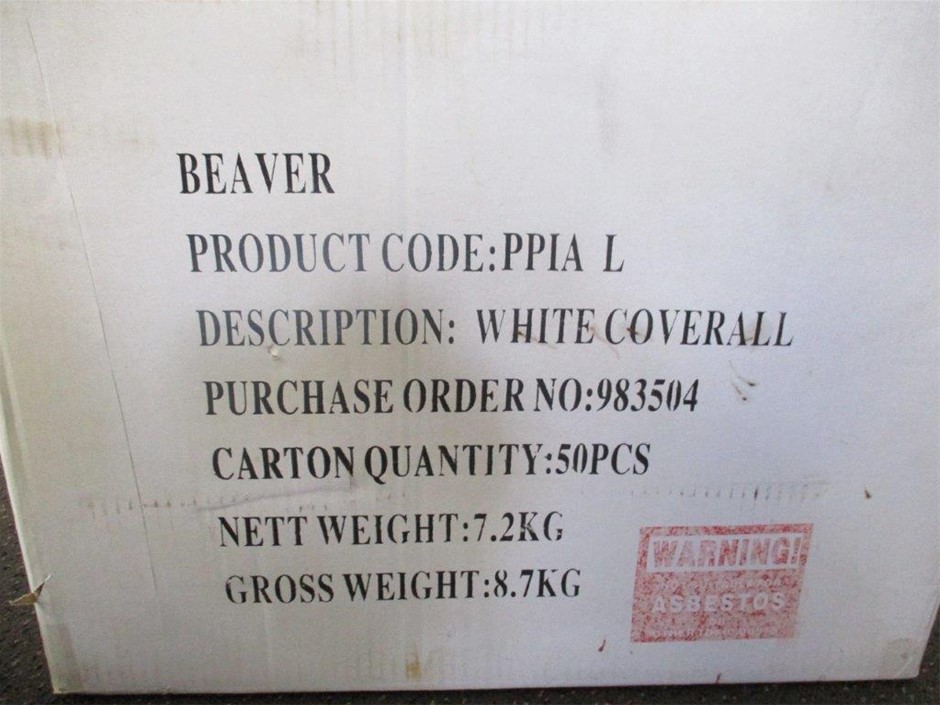 BEAVER
PRODUCT CODE:PPIA L
DESCRIPTION: WHITE COVERALL
PURCHASE ORDER NO:983504
CARTON QUANTITY:50PCS
NETT WEIGHT:7.2KG
GROSS WEIGHT:8.7KG
WARNING!
ASBESTOS